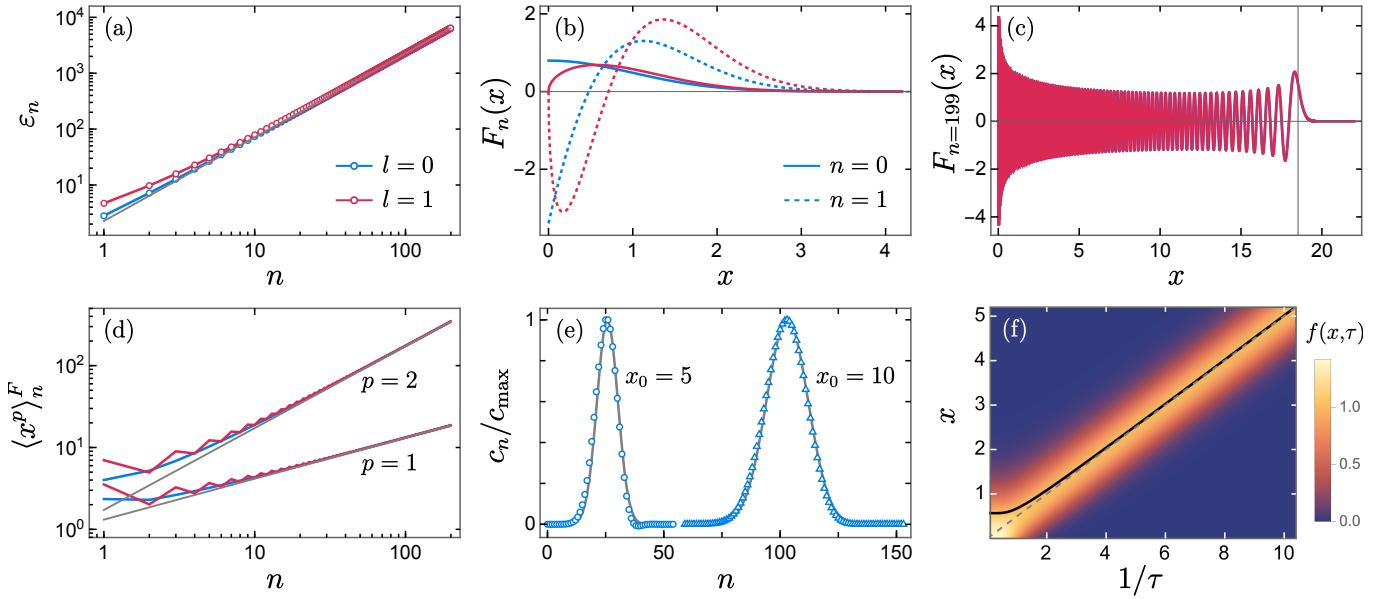 (a)
10^4
10^3
10^2
10^1
ε_n
1
10
100
n
l = 0
l = 1
(b)
2
0
−2
F_n(x)
0
1
2
3
4
x
n = 0
n = 1
(c)
4
2
0
−2
−4
F_{n=199}(x)
0
5
10
15
20
x
(d)
10^2
10^1
10^0
⟨x^p⟩_n^F
1
10
100
n
p = 2
p = 1
(e)
1
0
c_n/c_max
0
50
100
150
n
x_0 = 5
x_0 = 10
(f)
5
4
3
2
1
x
2
4
6
8
10
1/τ
f(x,τ)
1.0
0.5
0.0